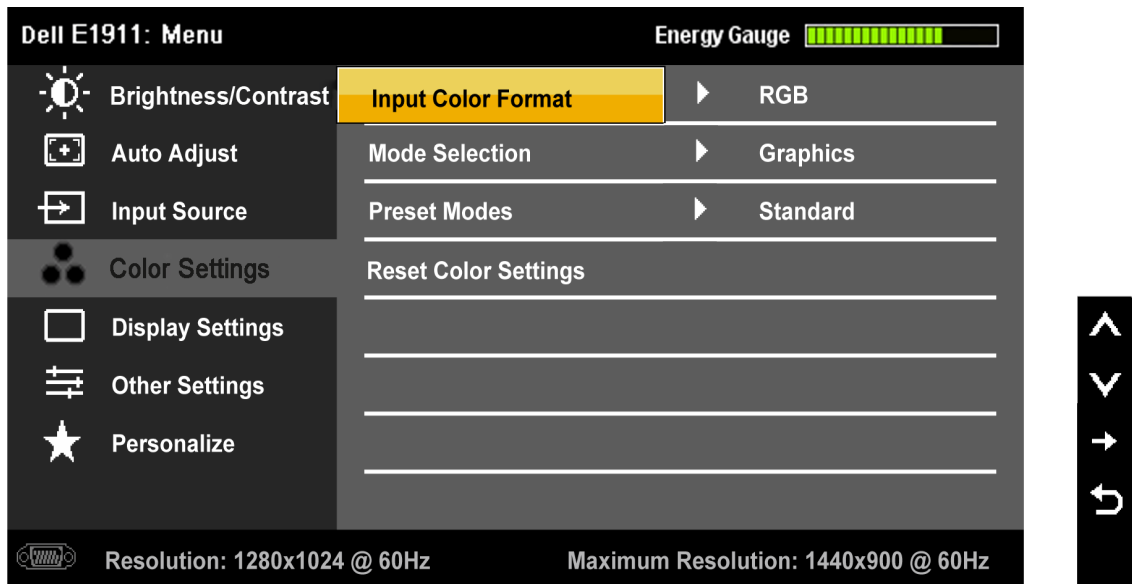 Dell E1911: Menu Energy Gauge
Brightness/Contrast Input Color Format RGB
Auto Adjust Mode Selection Graphics
Input Source Preset Modes Standard
Color Settings Reset Color Settings
Display Settings
Other Settings
Personalize
Resolution: 1280x1024 @ 60Hz Maximum Resolution: 1440x900 @ 60Hz